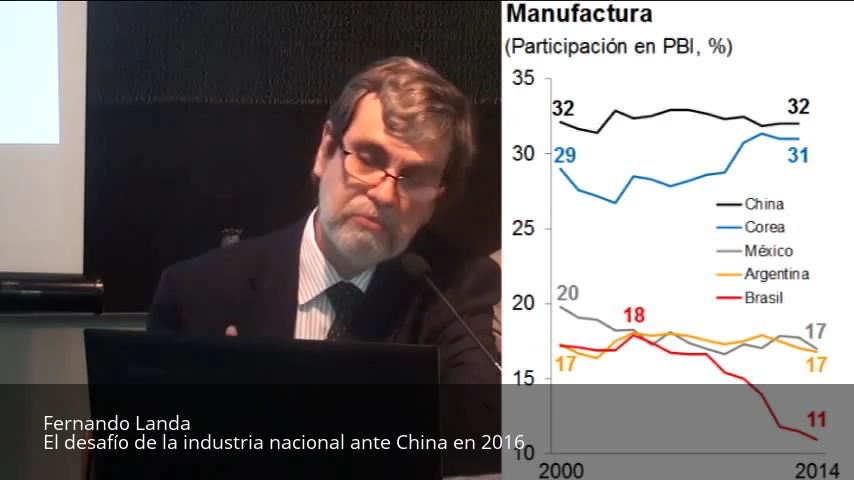 Manufactura
(Participación en PBI, %)
35
32
32
30
29
31
China
25
Corea
México
Argentina
20
20
Brasil
18
17
17
17
15
11
10
2000
2014
Fernando Landa
El desafío de la industria nacional ante China en 2016